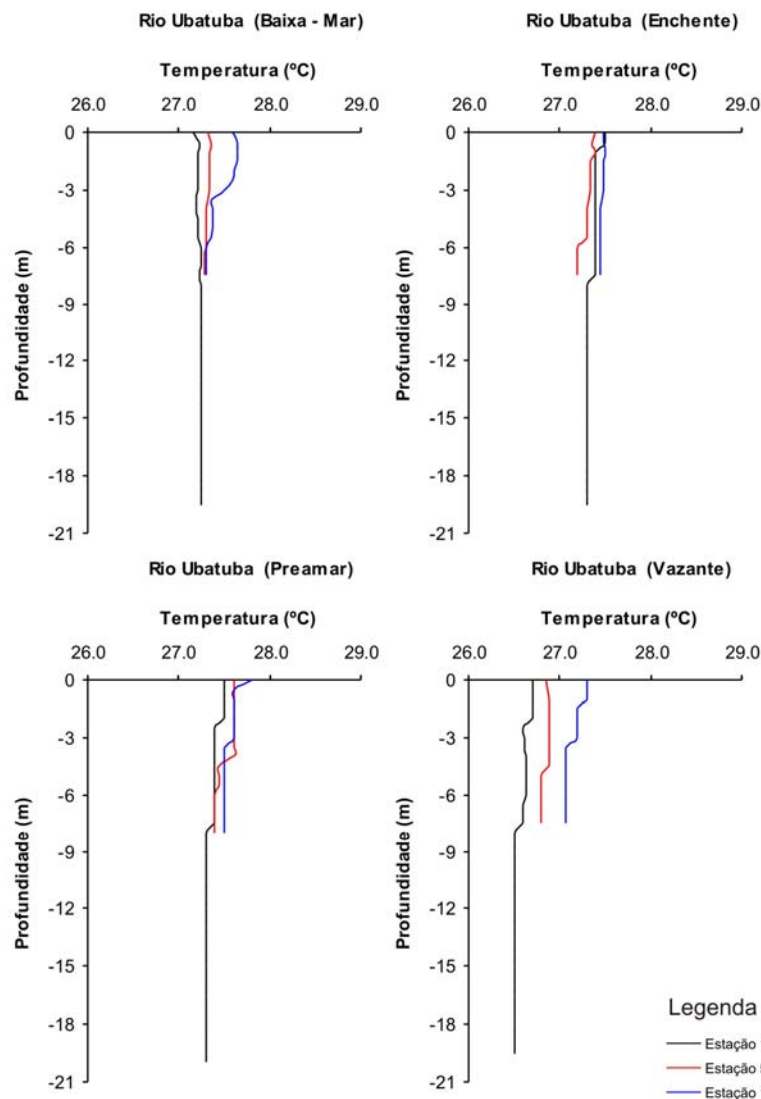 Rio Ubatuba (Baixa - Mar)
Temperatura (ºC)
26.0 27.0 28.0 29.0
0
-3
-6
-9
-12
-15
-18
-21
Profundidade (m)
Rio Ubatuba (Enchente)
Temperatura (ºC)
26.0 27.0 28.0 29.0
0
-3
-6
-9
-12
-15
-18
-21
Profundidade (m)
Rio Ubatuba (Preamar)
Temperatura (ºC)
26.0 27.0 28.0 29.0
0
-3
-6
-9
-12
-15
-18
-21
Profundidade (m)
Rio Ubatuba (Vazante)
Temperatura (ºC)
26.0 27.0 28.0 29.0
0
-3
-6
-9
-12
-15
-18
-21
Profundidade (m)
Legenda
Estação
Estação
Estação